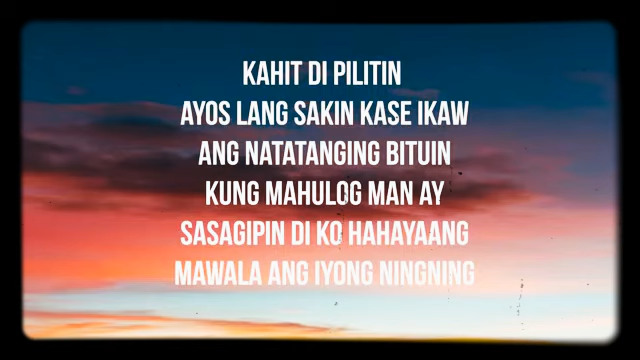 KAHIT DI PILITIN
AYOS LANG SAKIN KASE IKAW
ANG NATATANGING BITUIN
KUNG MAHULOG MAN AY
SASAGIPIN DI KO HAHAYAANG
MAWALA ANG IYONG NINGNING